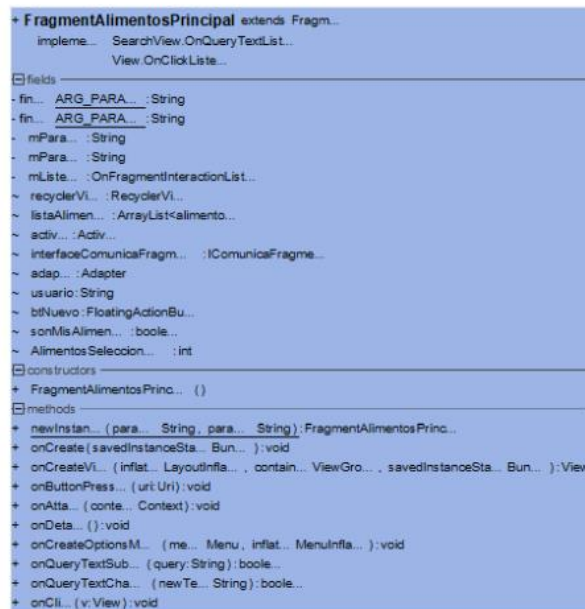 + FragmentAlimentosPrincipal extends Fragm...
impleme... SearchView.OnQueryTextList...
View.OnClickListe...
fields
- fin... ARG_PARA... :String
- fin... ARG_PARA... :String
- mPara... :String
- mPara... :String
- mListe... :OnFragmentInteractionList...
~ recyclerVi... :RecyclerVi...
~ listaAlimen... :ArrayList<alimento...
~ activ... :Activ...
~ interfaceComunicaFragm... :IComunicaFragme...
~ adap... :Adapter
~ usuario:String
~ btNuevo:FloatingActionBu...
~ sonMisAlimen... :boole...
~ AlimentosSeleccion... :int
constructors
+ FragmentAlimentosPrinc... ()
methods
+ newInstan... (para... String, para... String):FragmentAlimentosPrinc...
+ onCreate(savedInstanceSta... Bun... ):void
+ onCreateVi... (inflat... LayoutInfla... , contain... ViewGro... , savedInstanceSta... Bun... ):View
+ onButtonPress... (uri:Uri):void
+ onAtta... (conte... Context):void
+ onDeta... ():void
+ onCreateOptionsM... (me... Menu, inflat... MenuInfla... ):void
+ onQueryTextSub... (query:String):boole...
+ onQueryTextCha... (newTe... String):boole...
+ onCli... (v:View):void